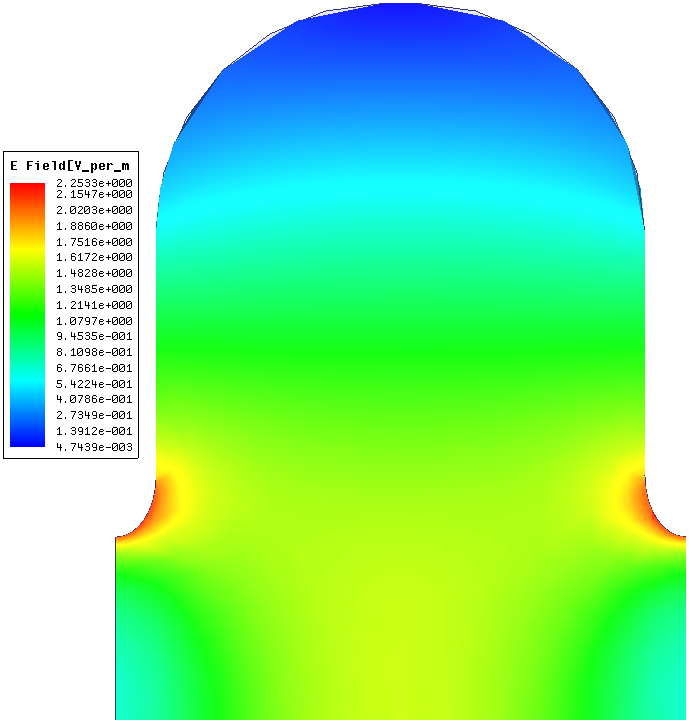 E Field[V_per_m
2.2533e+000
2.1547e+000
2.0203e+000
1.8860e+000
1.7516e+000
1.6172e+000
1.4828e+000
1.3485e+000
1.2141e+000
1.0797e+000
9.4535e-001
8.1098e-001
6.7661e-001
5.4224e-001
4.0786e-001
2.7349e-001
1.3912e-001
4.7439e-003